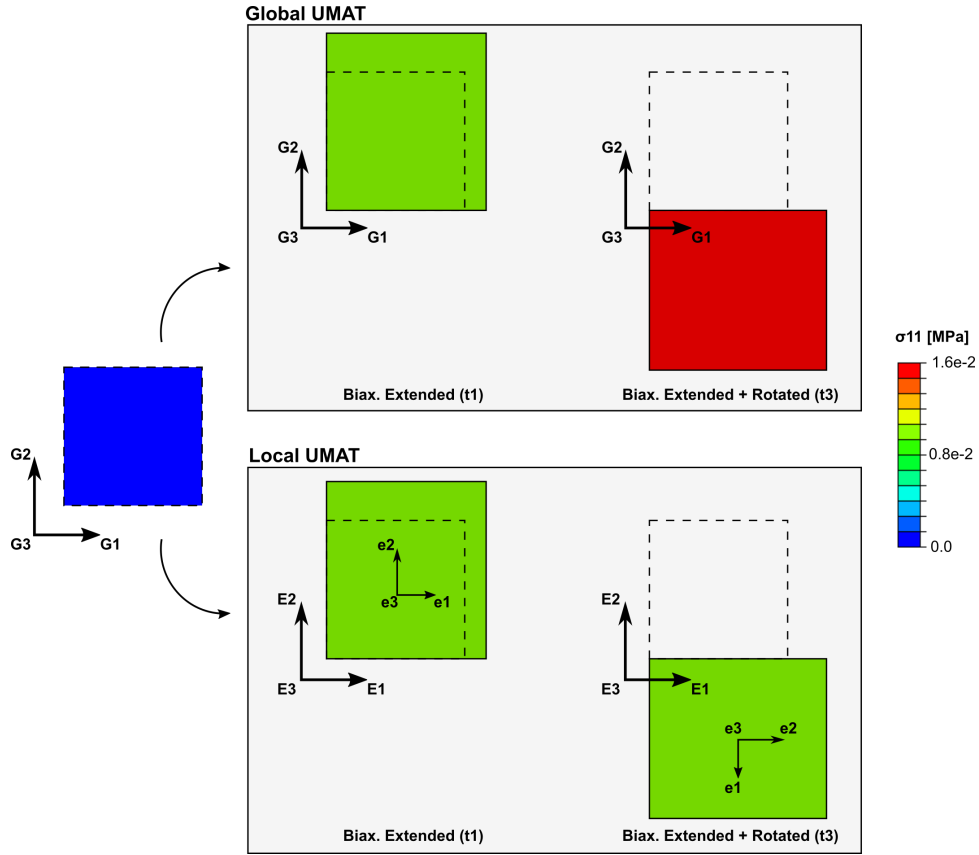 Global UMAT
G2
G3
G1
Biax. Extended (t1)
G2
G3
G1
Biax. Extended + Rotated (t3)
G2
G3
G1
σ11 [MPa]
1.6e-2
0.8e-2
0.0
Local UMAT
e2
e3
e1
E2
E3
E1
Biax. Extended (t1)
E2
E3
E1
e3
e2
e1
Biax. Extended + Rotated (t3)